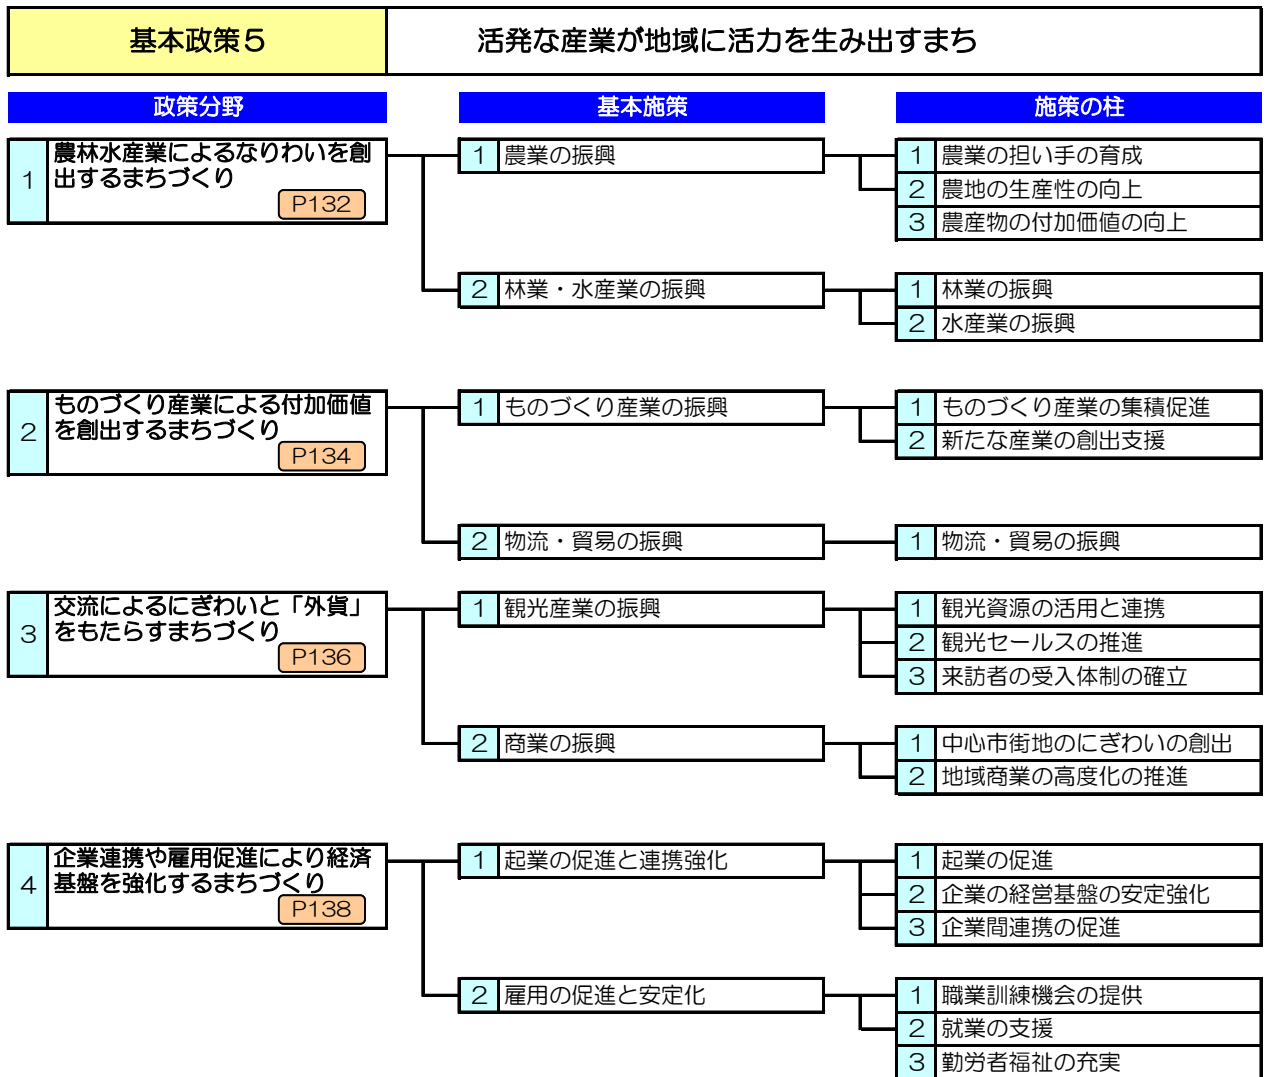 基本政策５
活発な産業が地域に活力を生み出すまち
政策分野
基本施策
施策の柱
1
農林水産業によるなりわいを創
出するまちづくり
P132
1 農業の振興
1 農業の担い手の育成
2 農地の生産性の向上
3 農産物の付加価値の向上
2 林業・水産業の振興
1 林業の振興
2 水産業の振興
2
ものづくり産業による付加価値
を創出するまちづくり
P134
1 ものづくり産業の振興
1 ものづくり産業の集積促進
2 新たな産業の創出支援
2 物流・貿易の振興
1 物流・貿易の振興
3
交流によるにぎわいと「外貨」
をもたらすまちづくり
P136
1 観光産業の振興
1 観光資源の活用と連携
2 観光セールスの推進
3 来訪者の受入体制の確立
2 商業の振興
1 中心市街地のにぎわいの創出
2 地域商業の高度化の推進
4
企業連携や雇用促進により経済
基盤を強化するまちづくり
P138
1 起業の促進と連携強化
1 起業の促進
2 企業の経営基盤の安定強化
3 企業間連携の促進
2 雇用の促進と安定化
1 職業訓練機会の提供
2 就業の支援
3 勤労者福祉の充実